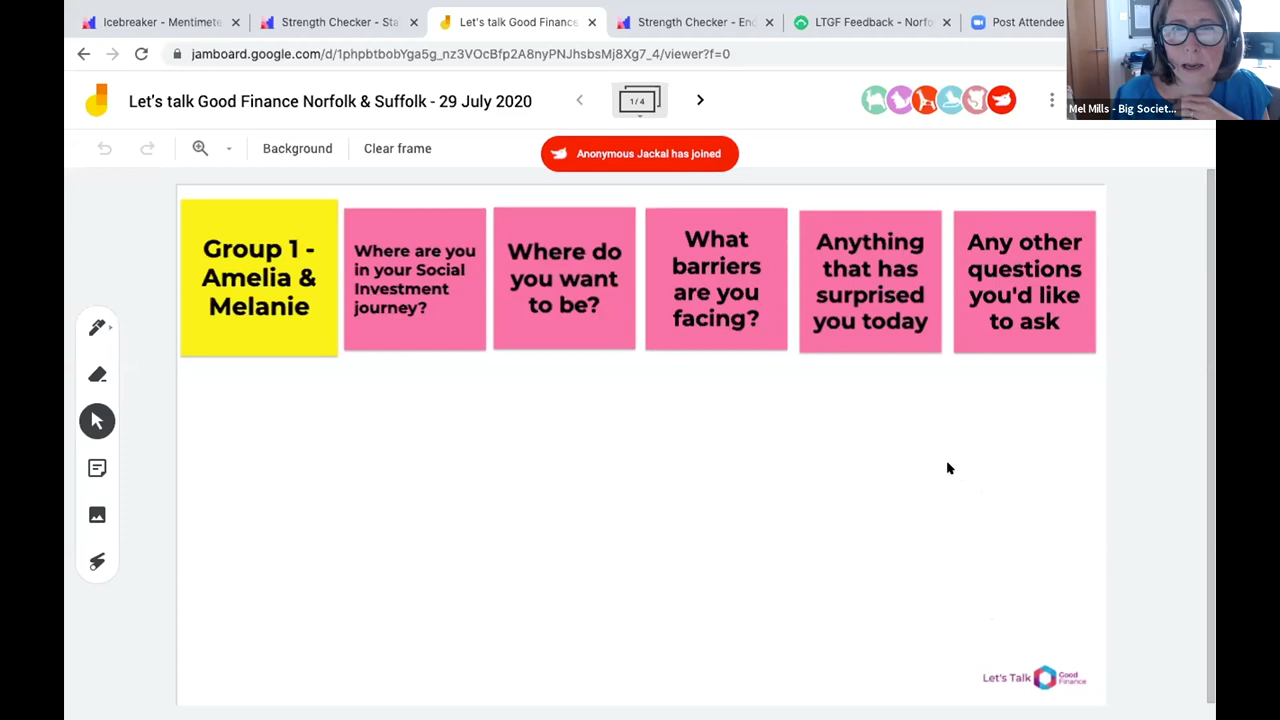 Icebreaker - Mentimete
Strength Checker - Sta
Let's talk Good Finance
Strength Checker - End
LTGF Feedback - Norfo
Post Attendee
jamboard.google.com/d/1phpbtbobYga5g_nz3VOcBfp2A8nyPNJhsbsMj8Xg7_4/viewer?f=0
Let's talk Good Finance Norfolk & Suffolk - 29 July 2020
1/4
Mel Mills - Big Societ...
Background
Clear frame
Anonymous Jackal has joined
Group 1 -
Amelia &
Melanie
Where are you
in your Social
Investment
journey?
Where do
you want
to be?
What
barriers
are you
facing?
Anything
that has
surprised
you today
Any other
questions
you'd like
to ask
Let's Talk
Good
Finance